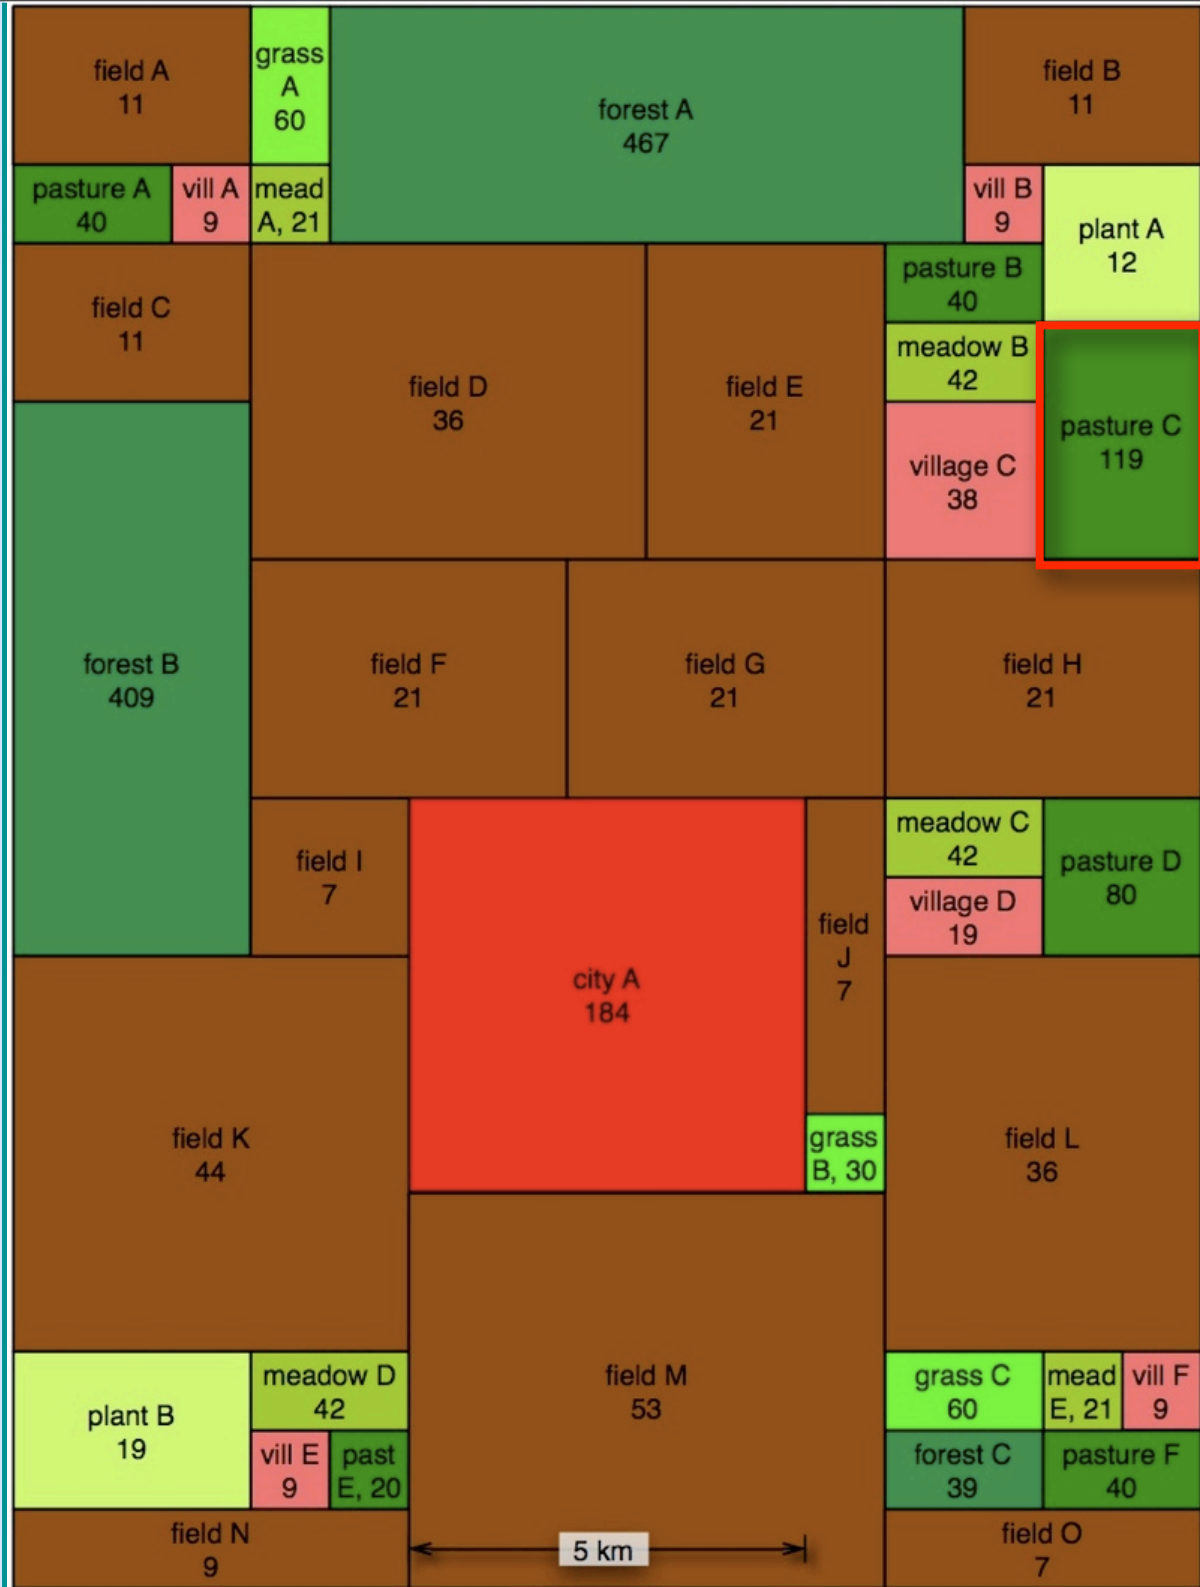 field A
11
grass
A
60
forest A
467
field B
11
pasture A
40
vill A
9
mead
A, 21
vill B
9
plant A
12
field C
11
field D
36
field E
21
pasture B
40
meadow B
42
village C
38
pasture C
119
forest B
409
field F
21
field G
21
field H
21
field I
7
city A
184
field
J
7
meadow C
42
village D
19
pasture D
80
field K
44
grass
B, 30
field L
36
plant B
19
meadow D
42
vill E
9
past
E, 20
field M
53
grass C
60
mead
E, 21
vill F
9
forest C
39
pasture F
40
field N
9
5 km
field O
7